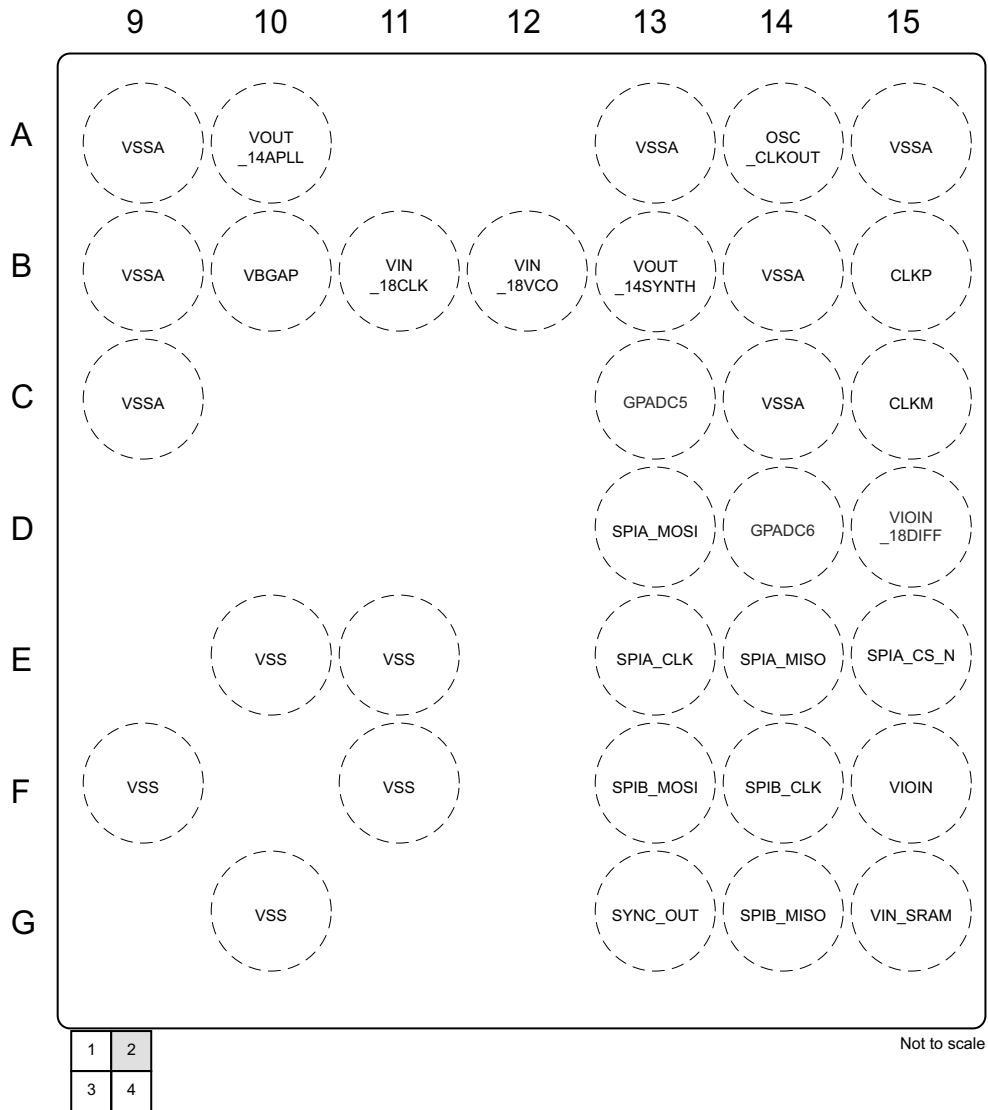 9 10 11 12 13 14 15
A
VSSA
VOUT
_14APLL
VSSA
OSC
_CLKOUT
VSSA
B
VSSA
VBGAP
VIN
_18CLK
VIN
_18VCO
VOUT
_14SYNTH
VSSA
CLKP
C
VSSA
GPADC5
VSSA
CLKM
D
SPIA_MOSI
GPADC6
VIOIN
_18DIFF
E
VSS
VSS
SPIA_CLK
SPIA_MISO
SPIA_CS_N
F
VSS
VSS
SPIB_MOSI
SPIB_CLK
VIOIN
G
VSS
SYNC_OUT
SPIB_MISO
VIN_SRAM
1 2
3 4
Not to scale